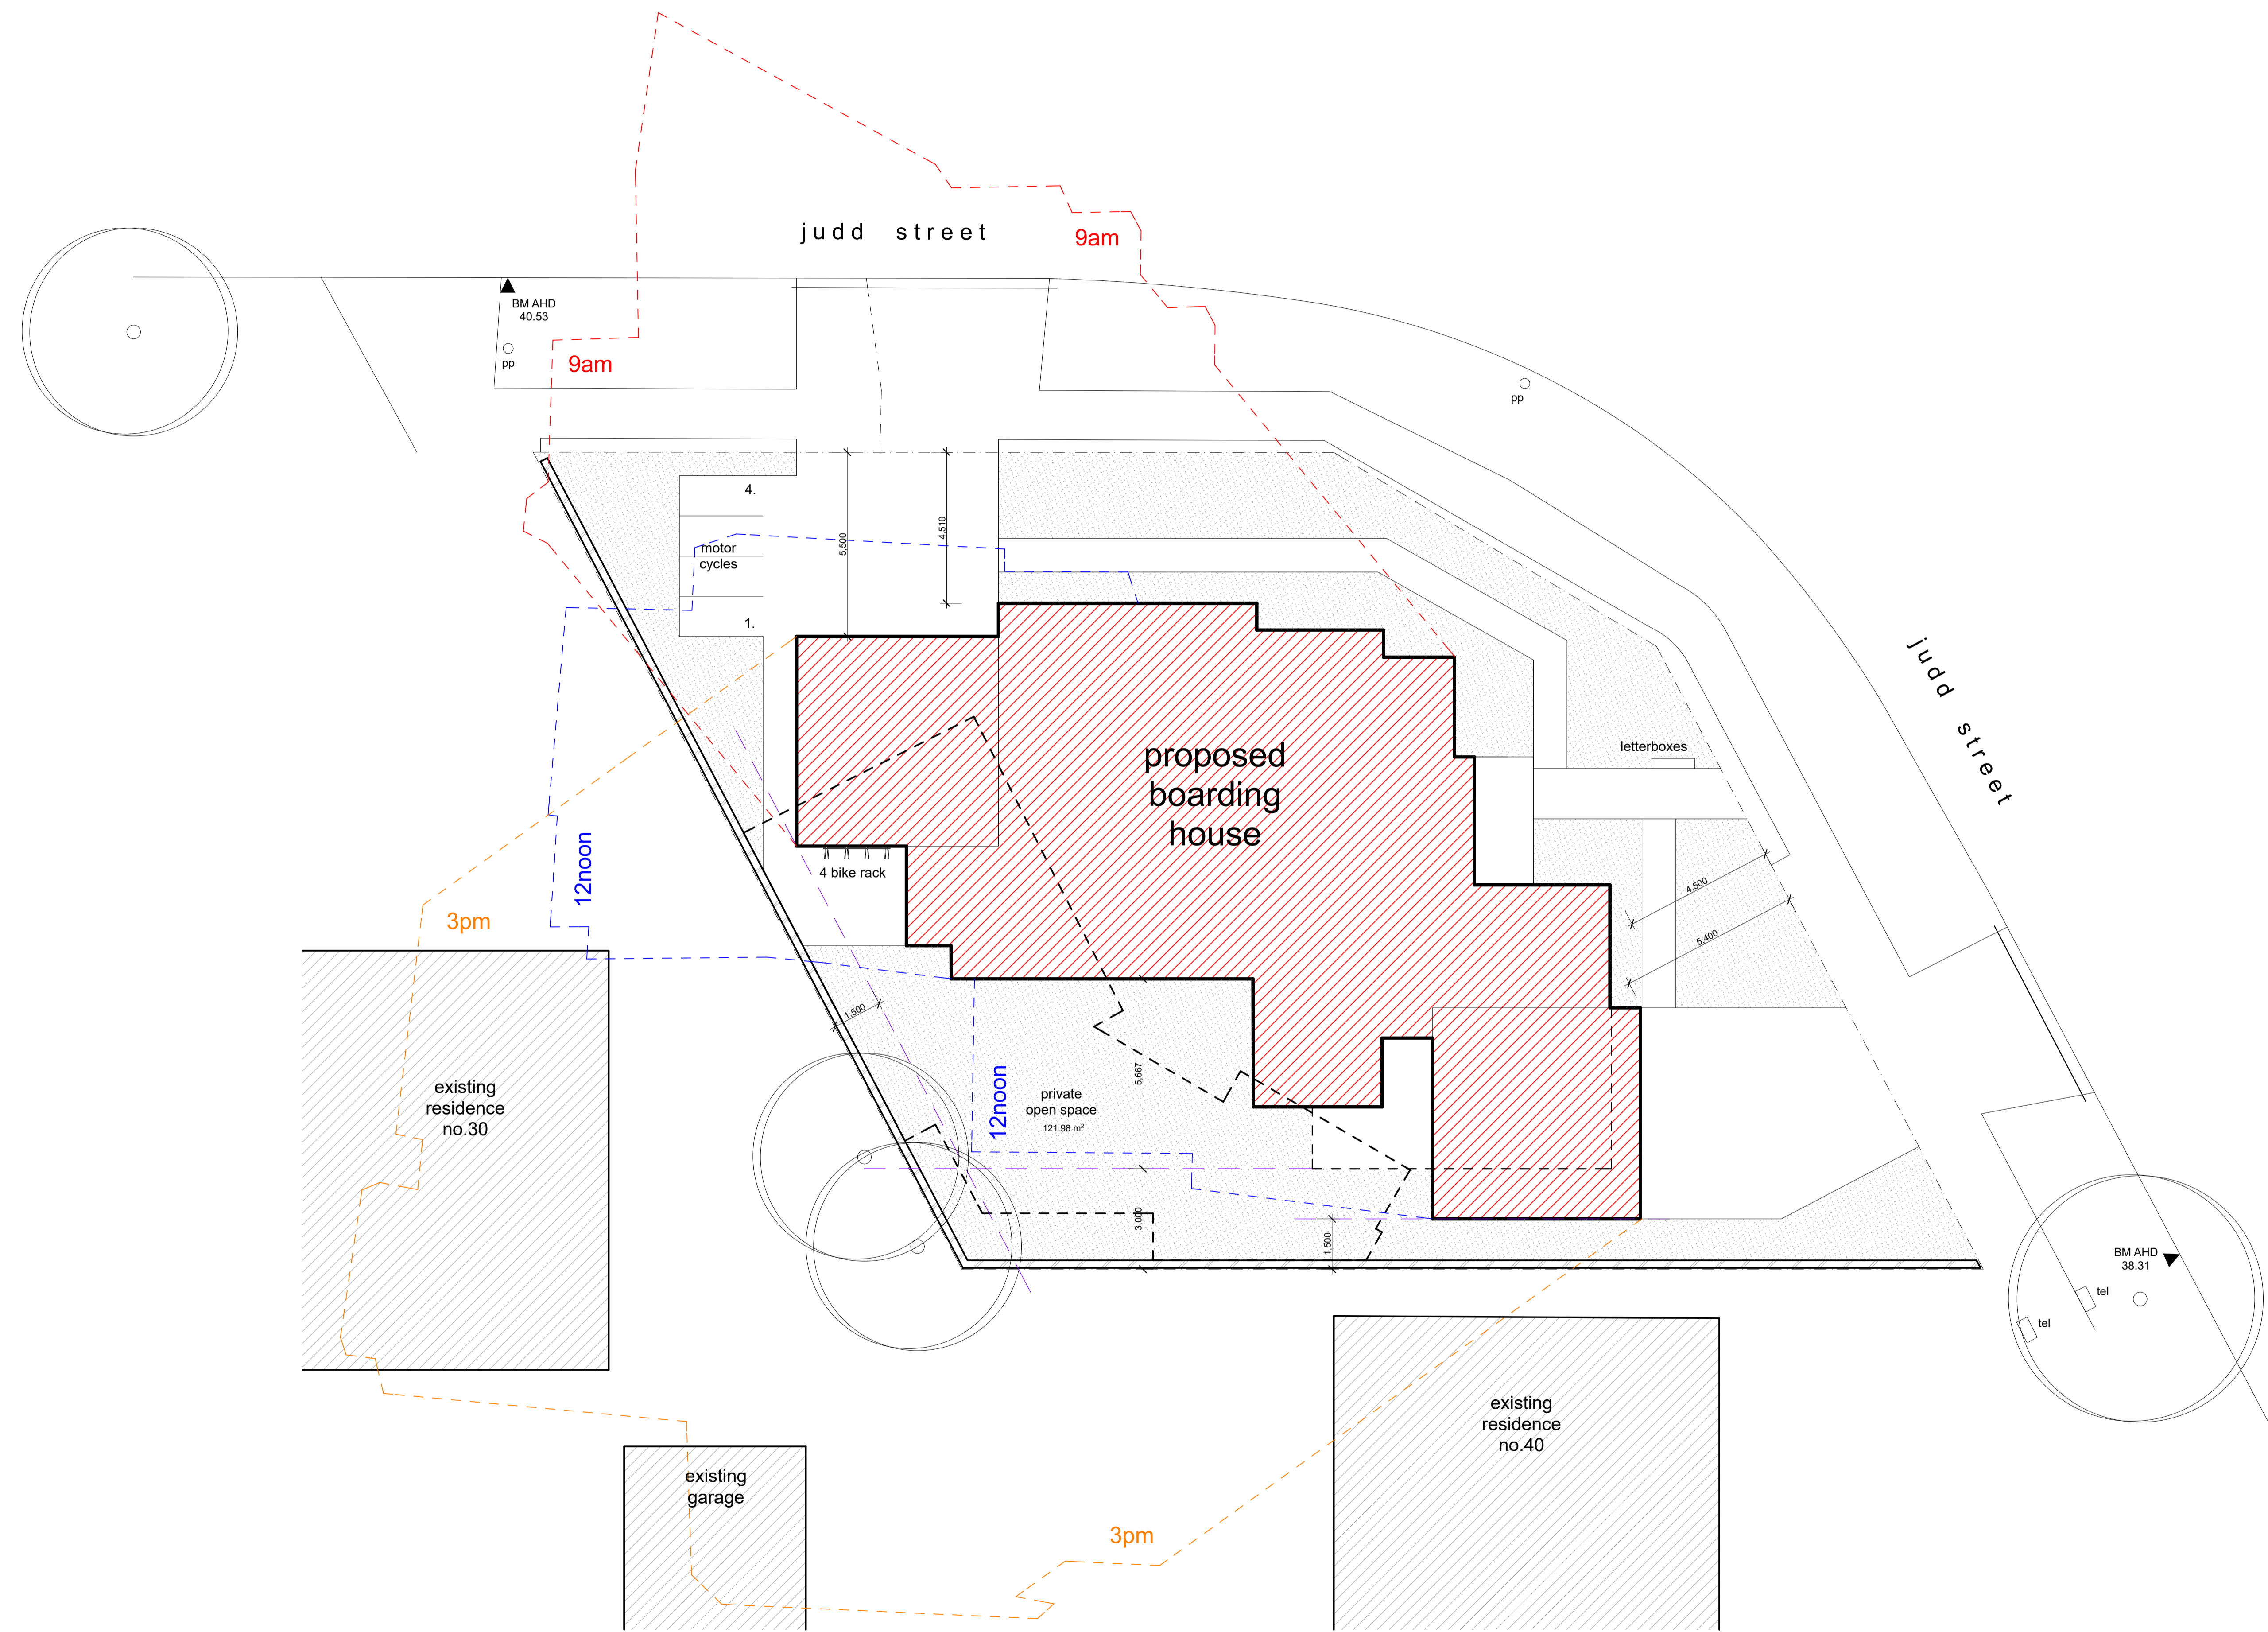 judd street
9am
BM AHD
40.53
pp
9am
pp
4.
motor
cycles
1.
5,500
4,510
judd street
letterboxes
proposed
boarding
house
4 bike rack
12noon
3pm
4,500
5,400
1,500
existing
residence
no.30
12noon
private
open space
121.98 m²
5,667
3,000
1,500
BM AHD
38.31
tel
tel
existing
residence
no.40
existing
garage
3pm